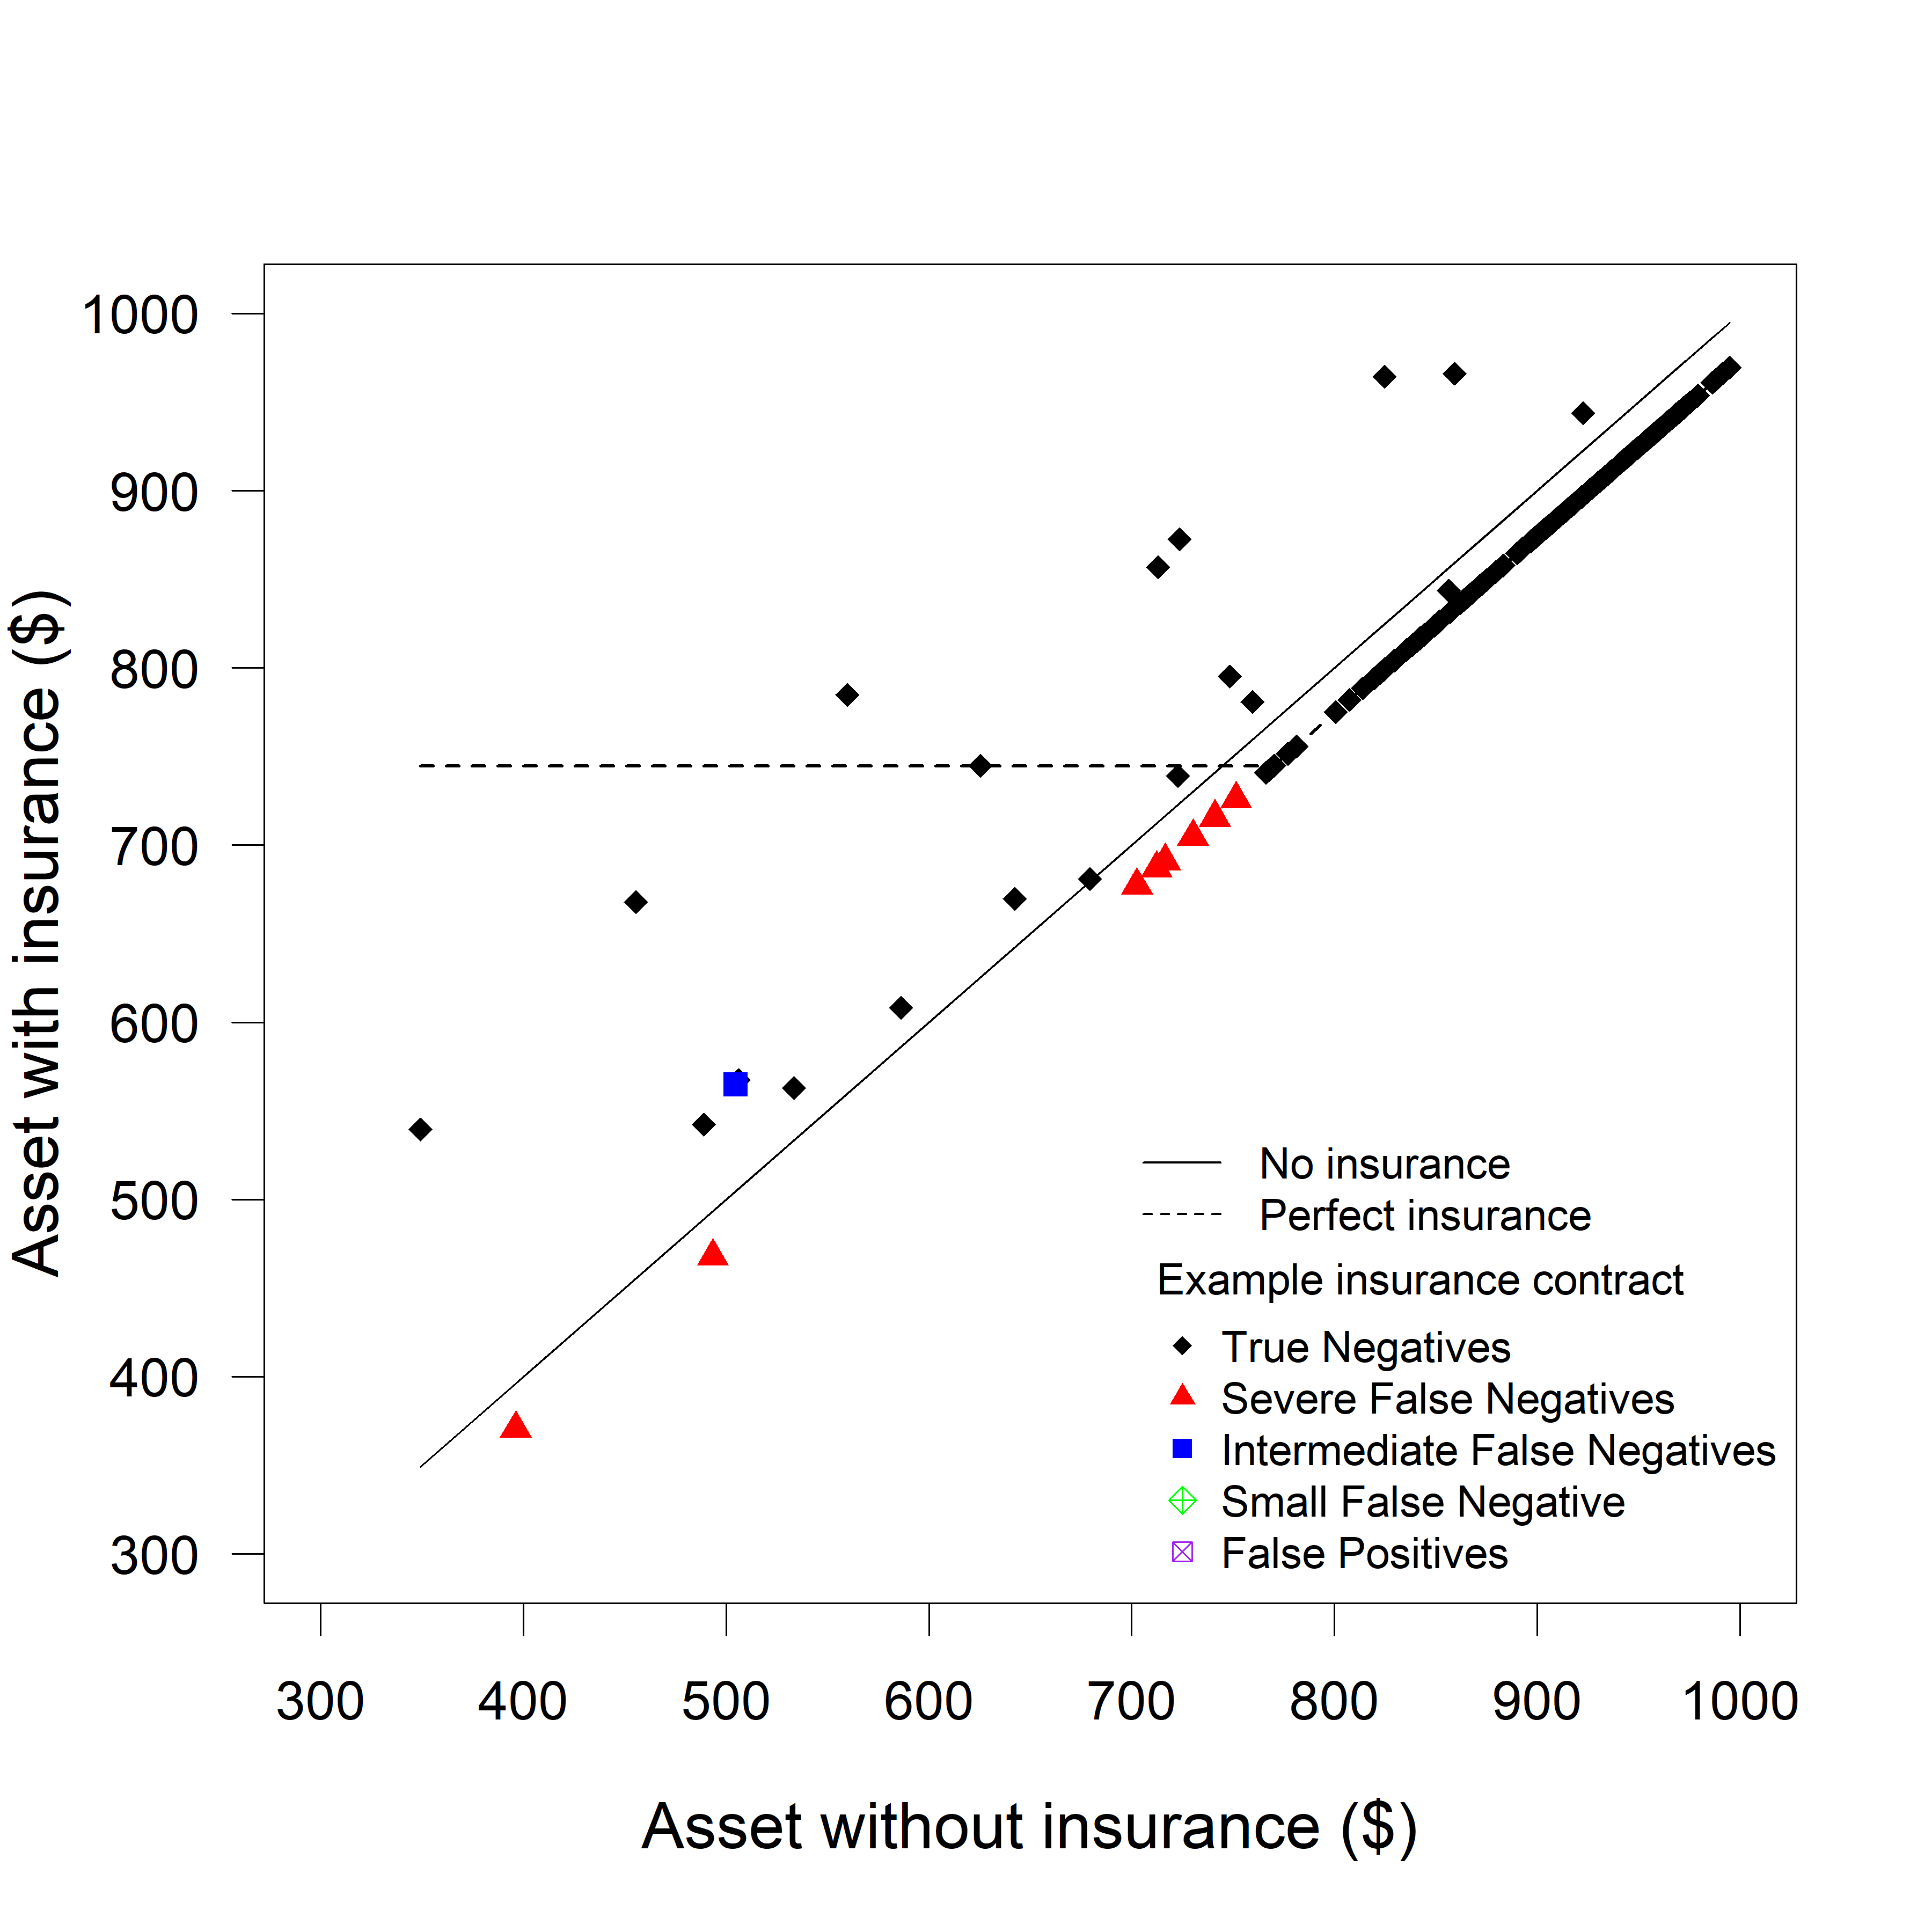 1000
900
800
700
600
500
400
300
Asset with insurance ($)
No insurance
Perfect insurance
Example insurance contract
True Negatives
Severe False Negatives
Intermediate False Negatives
Small False Negative
False Positives
300 400 500 600 700 800 900 1000
Asset without insurance ($)